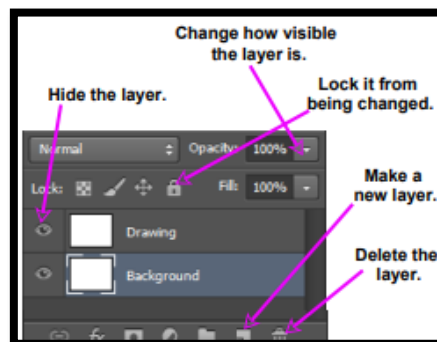 Change how visible
the layer is.
Hide the layer.
Lock it from
being changed.
Normal Opacity: 100%
Make a
new layer.
Lock: Fill: 100%
Drawing
Delete the
layer.
Background
fx